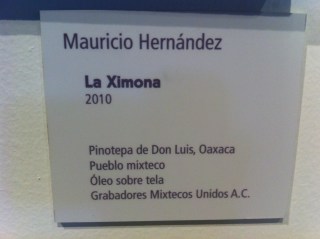 Mauricio Hernández
La Ximona
2010
Pinotepa de Don Luis, Oaxaca
Pueblo mixteco
Óleo sobre tela
Grabadores Mixtecos Unidos A.C.